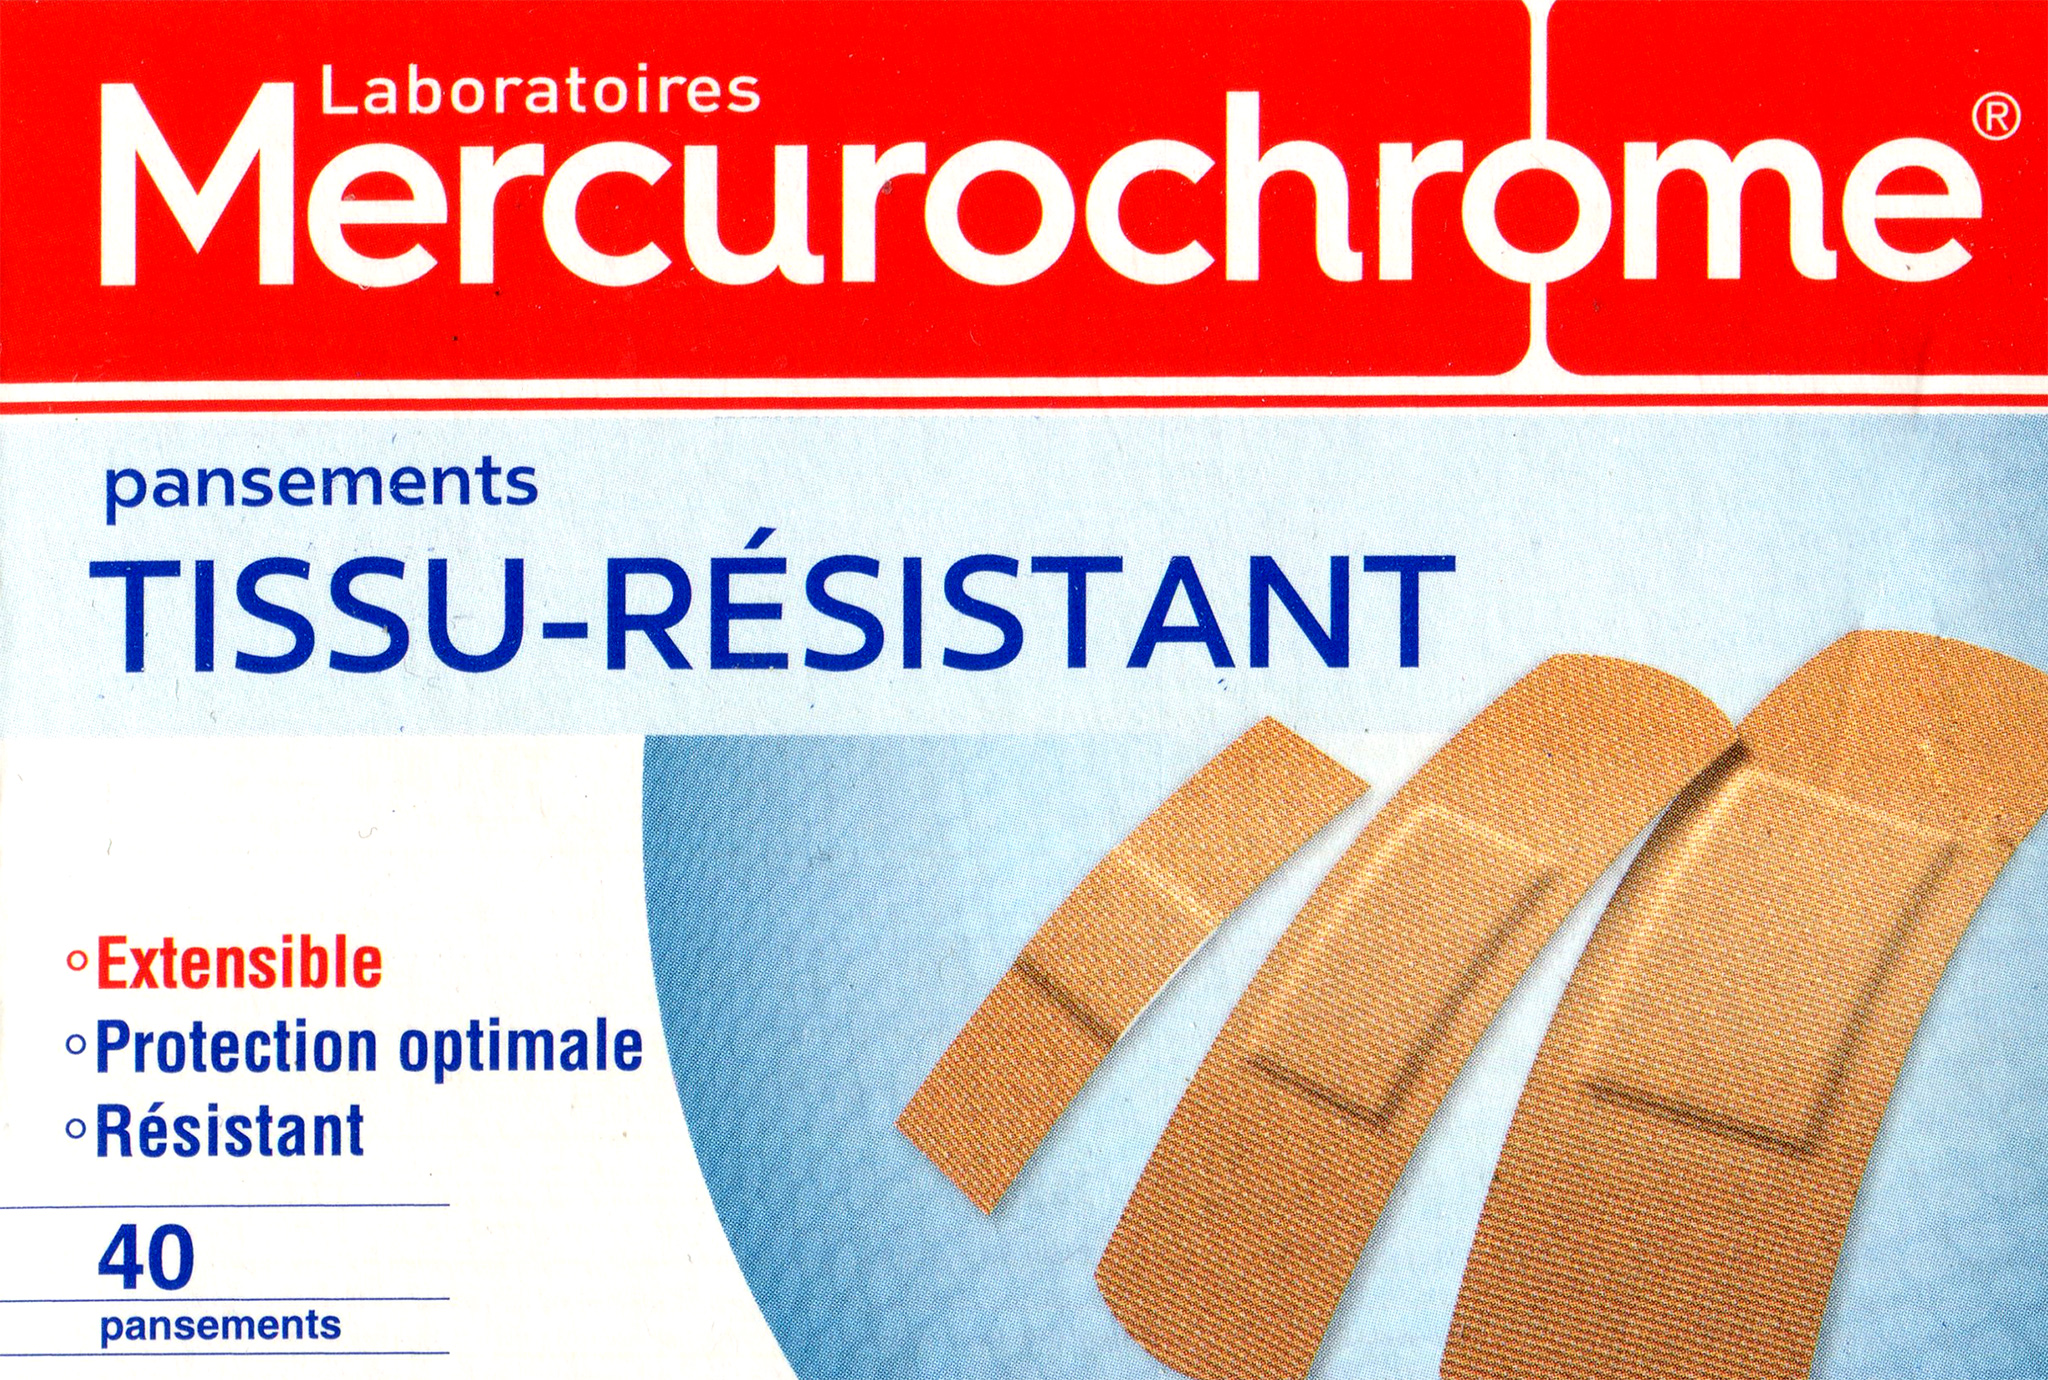 Laboratoires
Mercurochrome®
pansements
TISSU-RÉSISTANT
Extensible
Protection optimale
Résistant
40
pansements